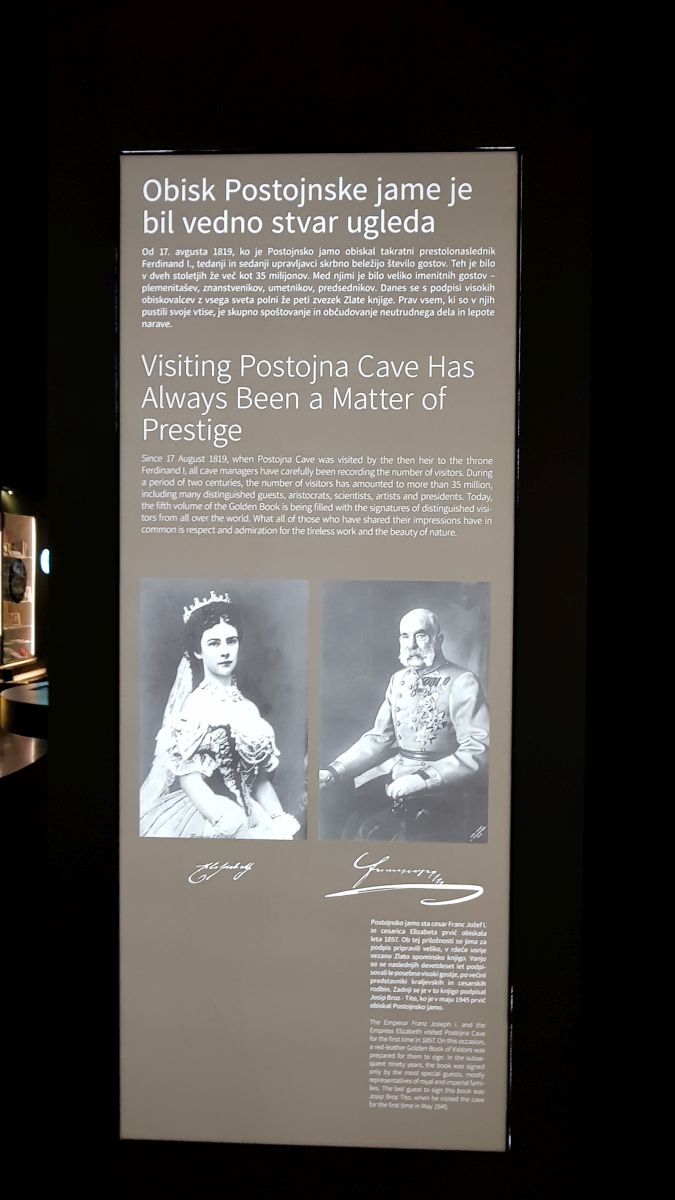 Obisk Postojnske jame je
bil vedno stvar ugleda
Od 17. avgusta 1819, ko je Postojnsko jamo obiskal takratni prestolonaslednik
Ferdinand I., tedanji in sedanji upravljavci skrbno beležijo število gostov. Teh je bilo
v dveh stoletjih že več kot 35 milijonov. Med njimi je bilo veliko imenitnih gostov –
plemenitašev, znanstvenikov, umetnikov, predsednikov. Danes se s podpisi visokih
obiskovalcev z vsega sveta polni že peti zvezek Zlate knjige. Prav vsem, ki so v njih
pustili svoje vtise, je skupno spoštovanje in občudovanje neutrudnega dela in lepote
narave.
Visiting Postojna Cave Has
Always Been a Matter of
Prestige
Since 17 August 1819, when Postojna Cave was visited by the then heir to the throne
Ferdinand I, all cave managers have carefully been recording the number of visitors. During
a period of two centuries, the number of visitors has amounted to more than 35 million,
including many distinguished guests, aristocrats, scientists, artists and presidents. Today,
the fifth volume of the Golden Book is being filled with the signatures of distinguished visi-
tors from all over the world. What all of those who have shared their impressions have in
common is respect and admiration for the tireless work and the beauty of nature.
Postojnsko jamo sta cesar Franc Jožef I.
in cesarica Elizabeta prvič obiskala
leta 1857. Ob tej priložnosti so jima za
podpis pripravili veliko, v rdeče usnje
vezano Zlato spominsko knjigo. Vanjo
so se naslednjih devetdeset let podpi-
sovali le posebno visoki gostje, po večini
predstavniki kraljevskih in cesarskih
rodbin. Zadnji se je v to knjigo podpisal
Josip Broz - Tito, ko je v maju 1945 prvič
obiskal Postojnsko jamo.
The Emperor Franz Joseph I. and the
Empress Elizabeth visited Postojna Cave
for the first time in 1857. On this occasion,
a red-leather Golden Book of Visitors was
prepared for them to sign. In the subse-
quent ninety years, the book was signed
only by the most special guests, mostly
representatives of royal and imperial fami-
lies. The last guest to sign this book was
Josip Broz Tito, when he visited the cave
for the first time in May 1945.